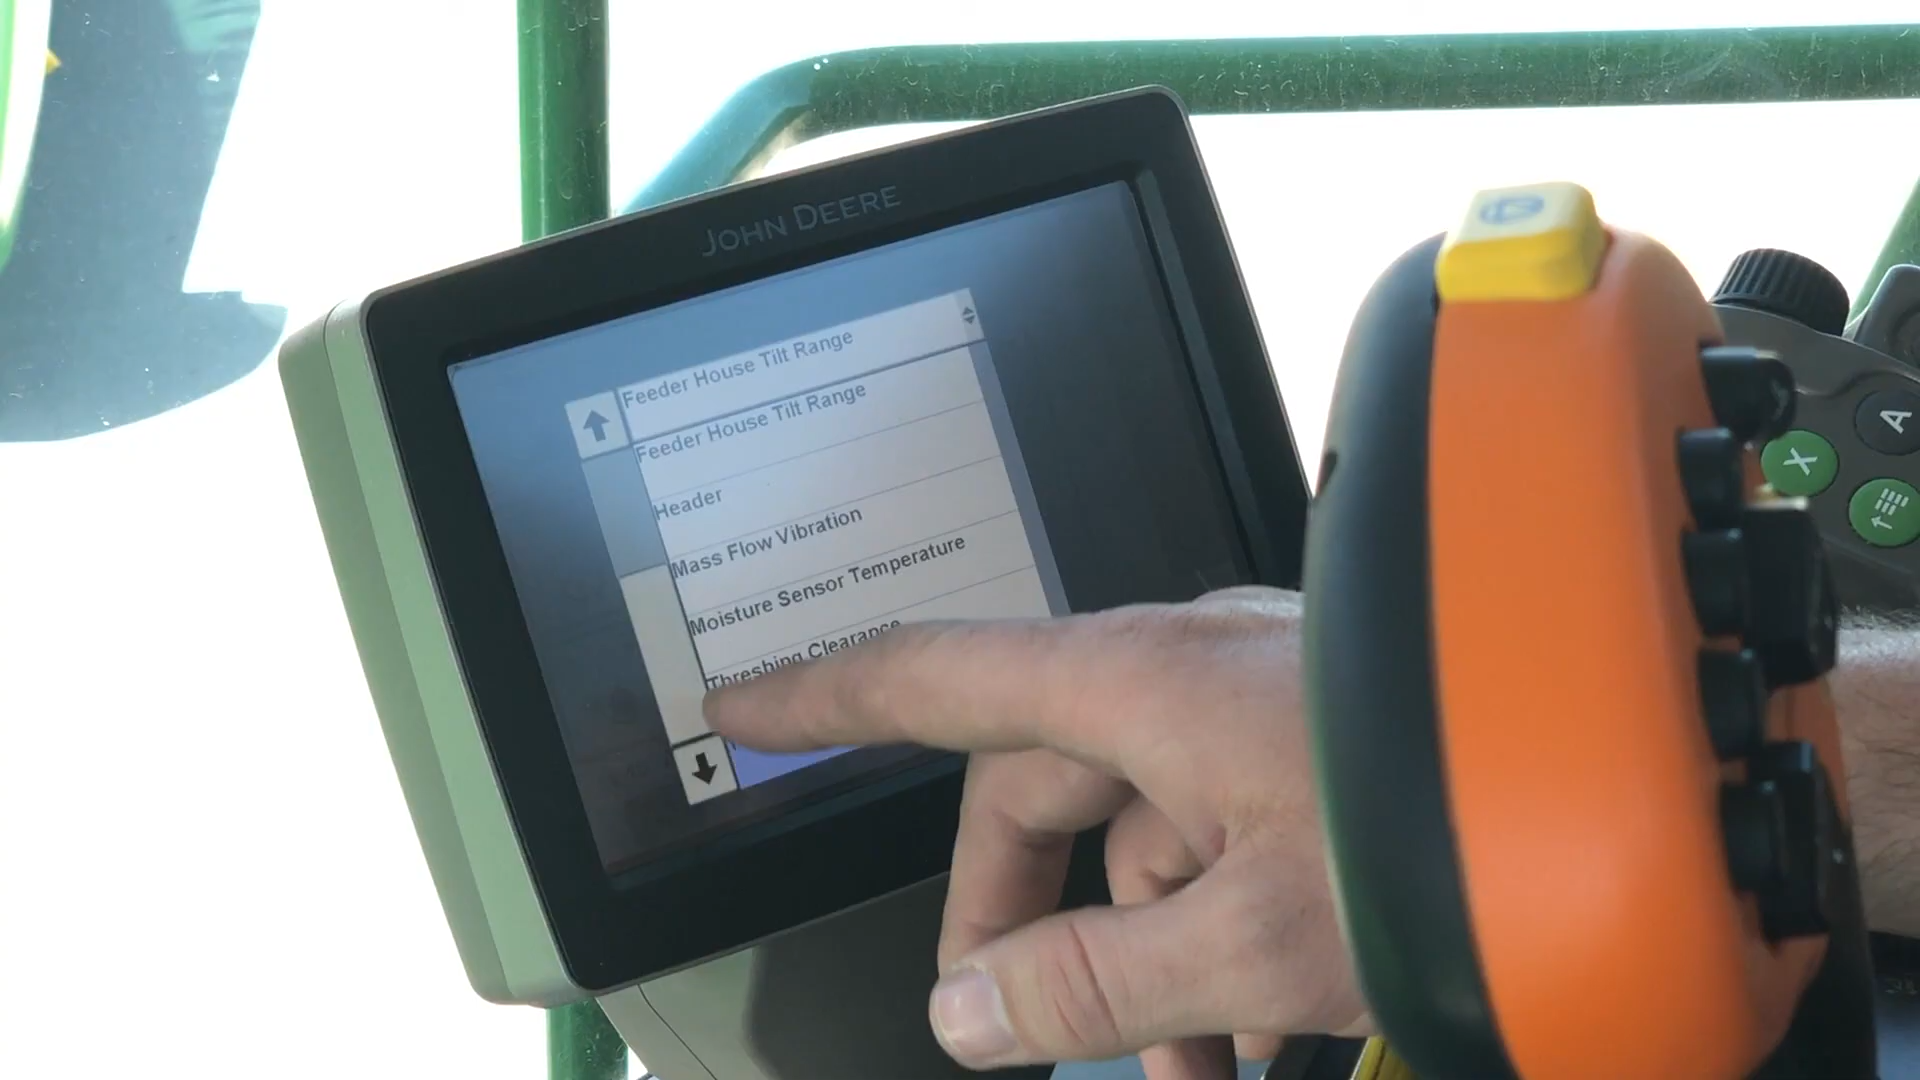 JOHN DEERE
Feeder House Tilt Range
Feeder House Tilt Range
Header
Mass Flow Vibration
Moisture Sensor Temperature
Threshing Clearance
A
X